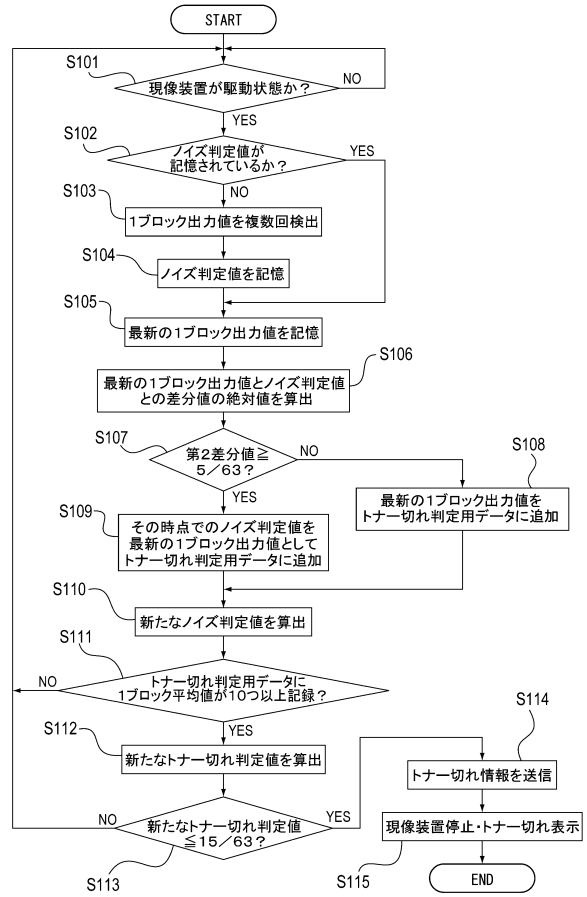 START
S101
現像装置が駆動状態か？
NO
YES
S102
ノイズ判定値が
記憶されているか？
YES
NO
S103
1ブロック出力値を複数回検出
S104
ノイズ判定値を記憶
S105
最新の1ブロック出力値を記憶
S106
最新の1ブロック出力値とノイズ判定値
との差分値の絶対値を算出
S107
第2差分値≧
5／63？
NO
YES
S108
最新の1ブロック出力値を
トナー切れ判定用データに追加
S109
その時点でのノイズ判定値を
最新の1ブロック出力値として
トナー切れ判定用データに追加
S110
新たなノイズ判定値を算出
S111
トナー切れ判定用データに
1ブロック平均値が10つ以上記録？
NO
YES
S112
新たなトナー切れ判定値を算出
S113
新たなトナー切れ判定値
≦15／63？
NO
YES
S114
トナー切れ情報を送信
S115
現像装置停止・トナー切れ表示
END